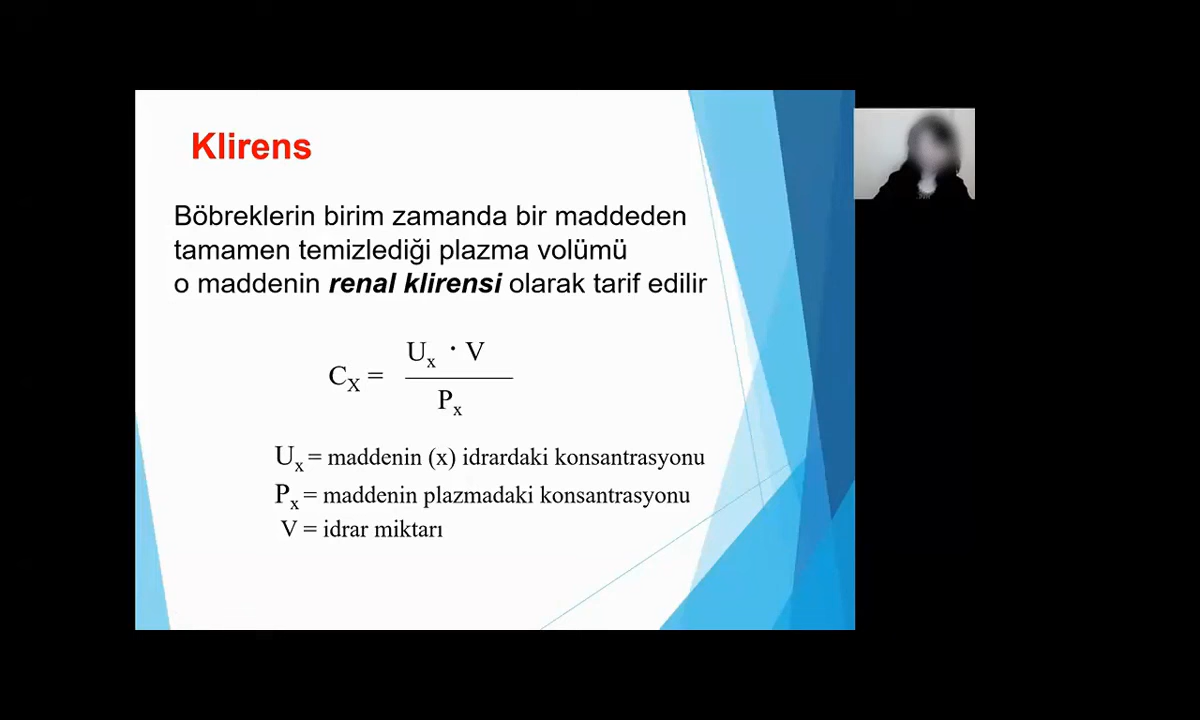 Klirens
Böbreklerin birim zamanda bir maddeden
tamamen temizlediği plazma volümü
o maddenin renal klirensi olarak tarif edilir
Ux · V
CX =
Px
Ux = maddenin (x) idrardaki konsantrasyonu
Px = maddenin plazmadaki konsantrasyonu
V = idrar miktarı